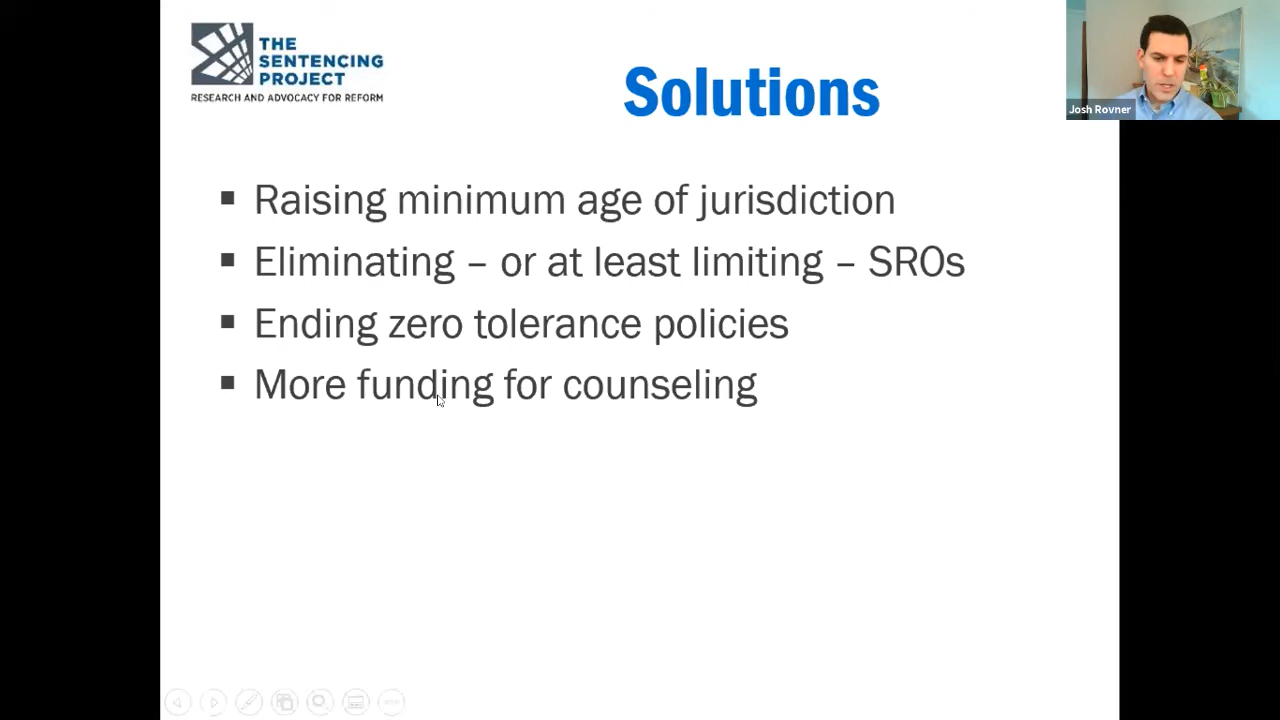 THE
SENTENCING
PROJECT
RESEARCH AND ADVOCACY FOR REFORM
Solutions
Josh Rovner
▪ Raising minimum age of jurisdiction
▪ Eliminating – or at least limiting – SROs
▪ Ending zero tolerance policies
▪ More funding for counseling